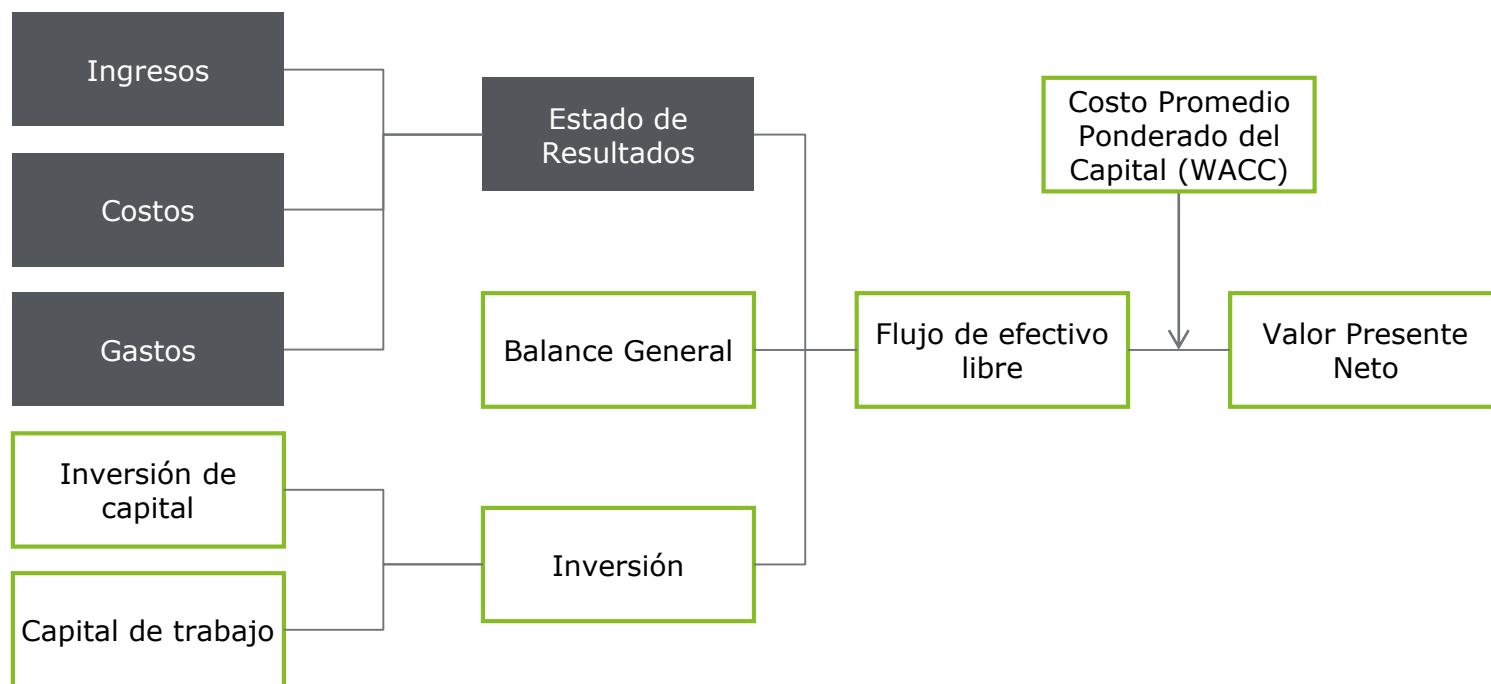 Ingresos
Costos
Gastos
Inversión de
capital
Capital de trabajo
Estado de
Resultados
Balance General
Inversión
Flujo de efectivo
libre
Costo Promedio
Ponderado del
Capital (WACC)
Valor Presente
Neto